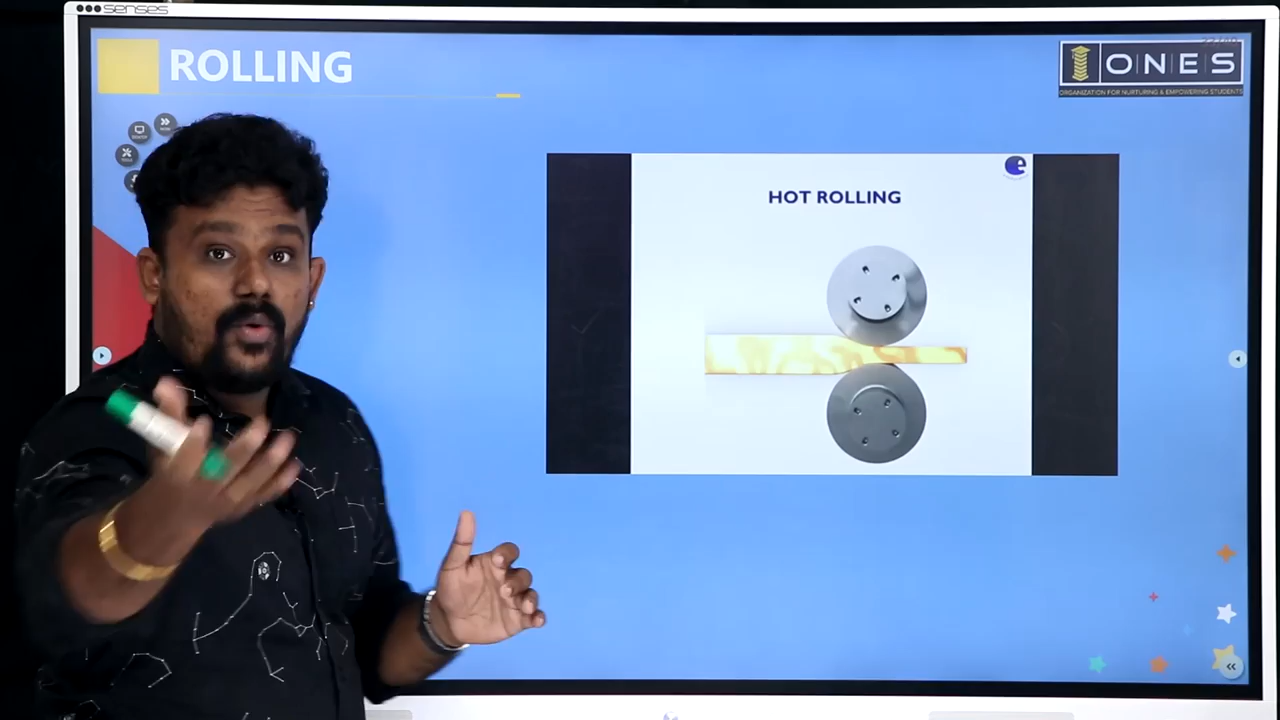 senses
ROLLING
ONES
ORGANIZATION FOR NURTURING & EMPOWERING STUDENTS
HOT ROLLING